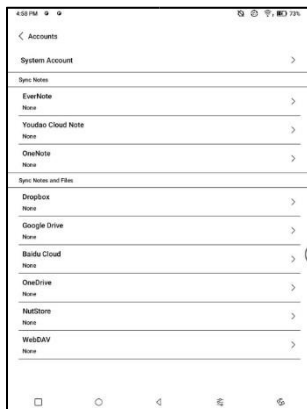 4:50 PM
73%
Accounts
System Account
Sync Notes
EverNote
None
Youdao Cloud Note
None
OneNote
None
Sync Notes and Files
Dropbox
None
Google Drive
None
Baidu Cloud
None
OneDrive
None
NutStore
None
WebDAV
None